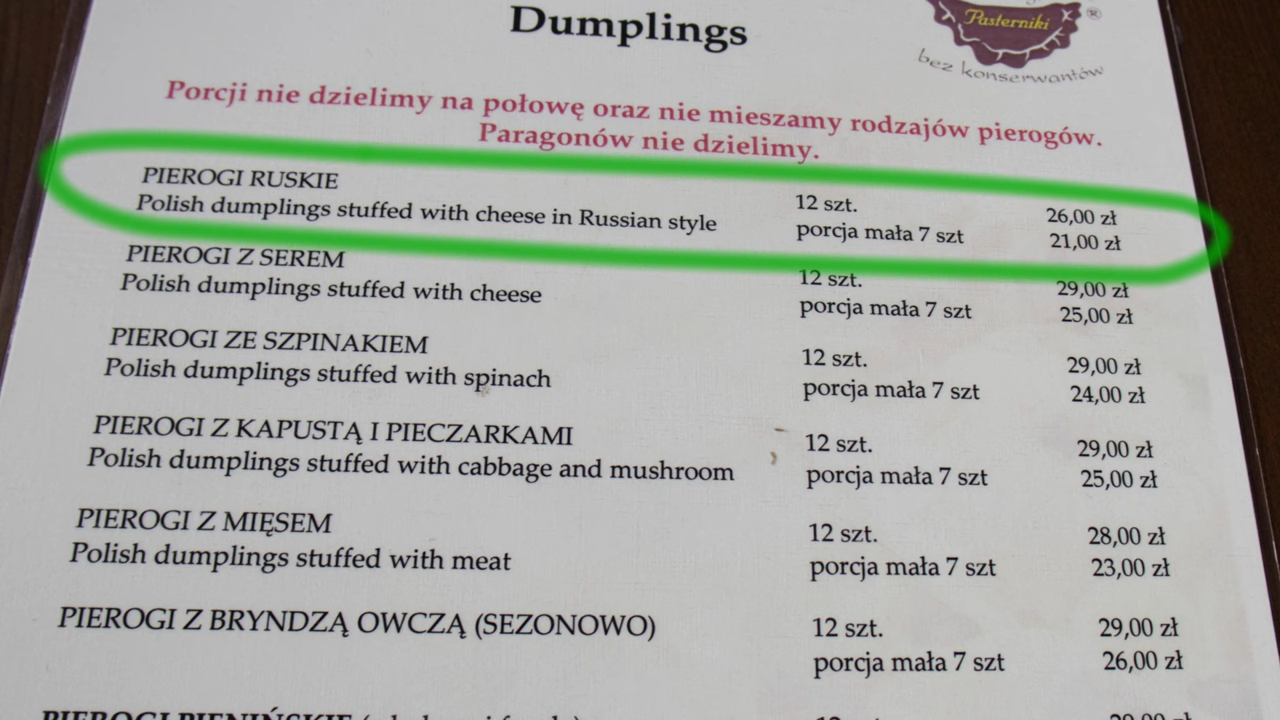 Dumplings
Pasterniki ®
bez konserwantów
Porcji nie dzielimy na połowę oraz nie mieszamy rodzajów pierogów.
Paragonów nie dzielimy.
PIEROGI RUSKIE
Polish dumplings stuffed with cheese in Russian style
12 szt. 26,00 zł
porcja mała 7 szt 21,00 zł
PIEROGI Z SEREM
Polish dumplings stuffed with cheese
12 szt. 29,00 zł
porcja mała 7 szt 25,00 zł
PIEROGI ZE SZPINAKIEM
Polish dumplings stuffed with spinach
12 szt. 29,00 zł
porcja mała 7 szt 24,00 zł
PIEROGI Z KAPUSTĄ I PIECZARKAMI
Polish dumplings stuffed with cabbage and mushroom
12 szt. 29,00 zł
porcja mała 7 szt 25,00 zł
PIEROGI Z MIĘSEM
Polish dumplings stuffed with meat
12 szt. 28,00 zł
porcja mała 7 szt 23,00 zł
PIEROGI Z BRYNDZĄ OWCZĄ (SEZONOWO)
12 szt. 29,00 zł
porcja mała 7 szt 26,00 zł
PIEROGI PIENIŃSKIE